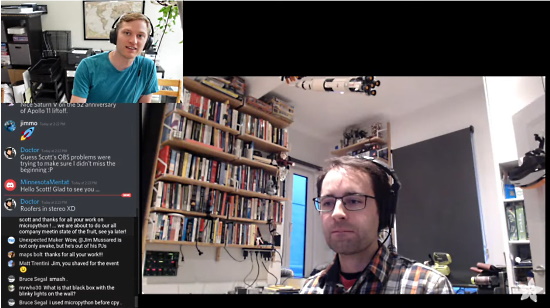 Nice Saturn V on the 52 anniversary
of Apollo 11 liftoff.
jimmo
Doctor
Guess Scott's OBS problems were
trying to make sure I didn't miss the
beginning :P
MinnesotaMentat
Hello Scott! Glad to see you ...
Doctor
Roofers in stereo XD
scott and thanks for all your work on
micropython ! ... we are about to do our
all company meetin state of the fruit, see ya later!
Unexpected Maker Wow, @Jim Mussared is
not only awake, but he's out of his PJs
maps bolt thanks for your work!!!
Matt Trentini Jim, you shaved for the event
Bruce Segal smash .
mrwho30 What is that black box with the
blinky lights on the wall?
Bruce Segal I used micropython before cpy .